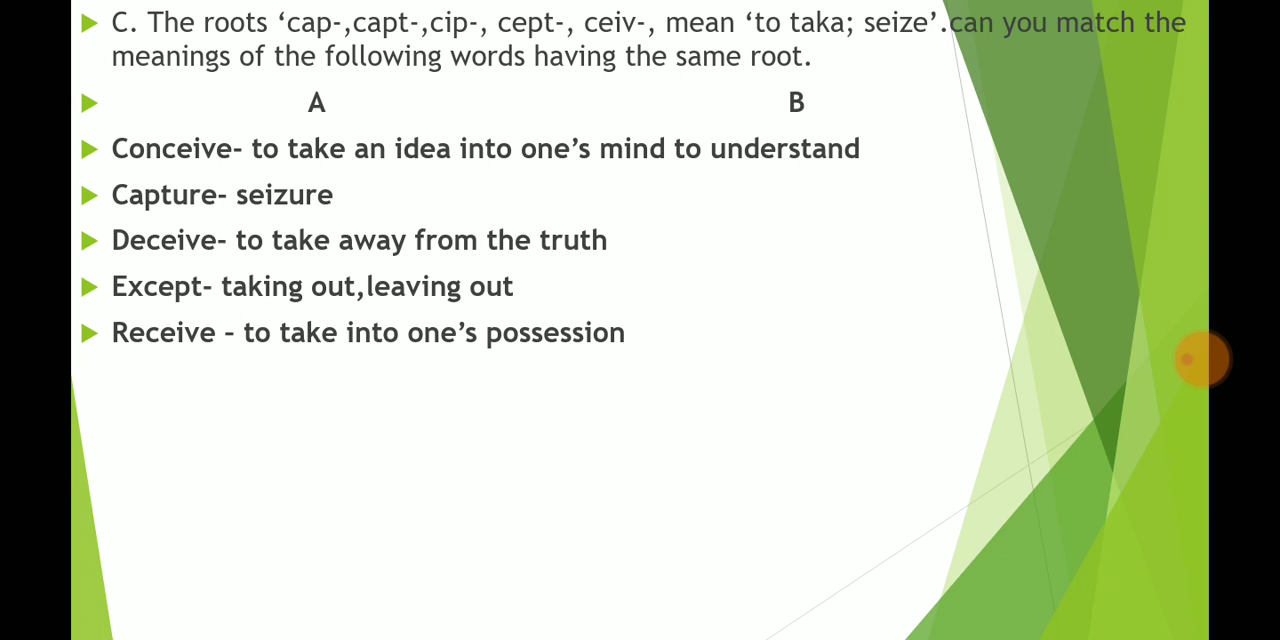 C. The roots ‘cap-,capt-,cip-, cept-, ceiv-, mean ‘to taka; seize’.can you match the
meanings of the following words having the same root.
A B
Conceive- to take an idea into one’s mind to understand
Capture- seizure
Deceive- to take away from the truth
Except- taking out,leaving out
Receive – to take into one’s possession